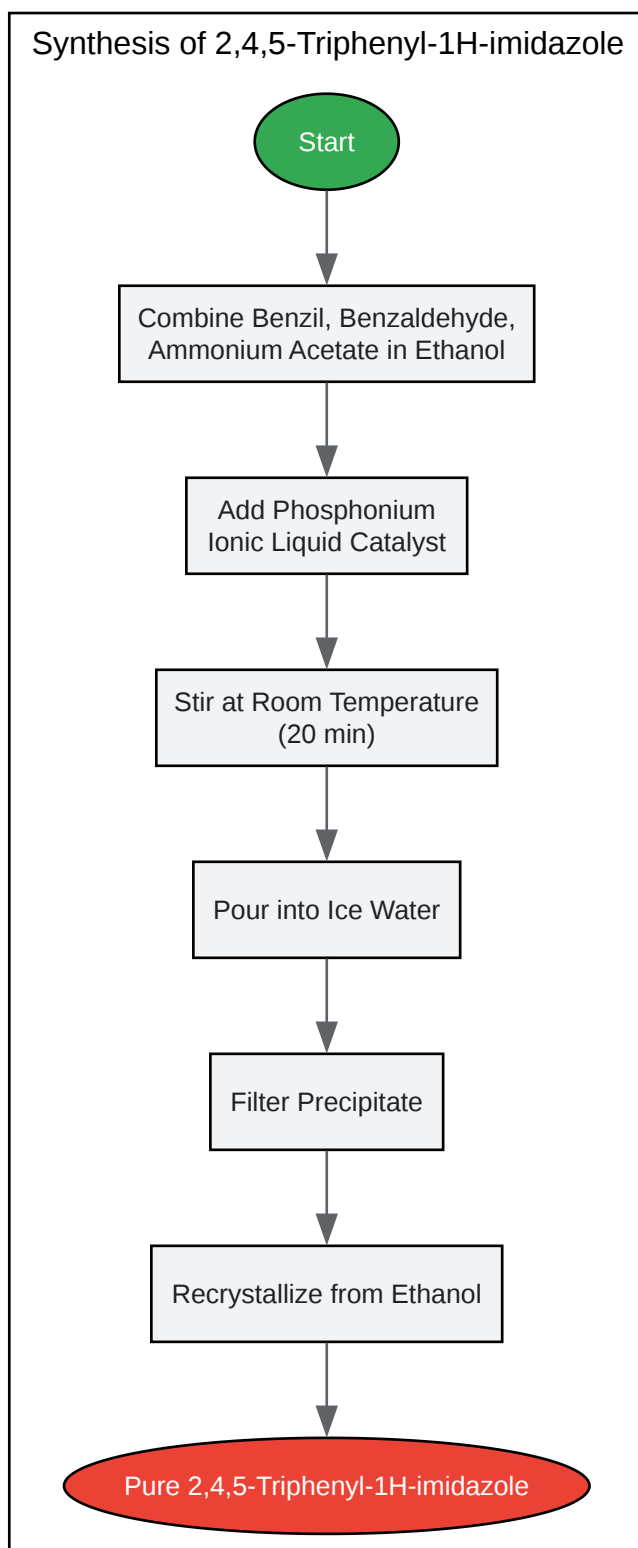 Synthesis of 2,4,5-Triphenyl-1H-imidazole
Start
Combine Benzil, Benzaldehyde,
Ammonium Acetate in Ethanol
Add Phosphonium
Ionic Liquid Catalyst
Stir at Room Temperature
(20 min)
Pour into Ice Water
Filter Precipitate
Recrystallize from Ethanol
Pure 2,4,5-Triphenyl-1H-imidazole